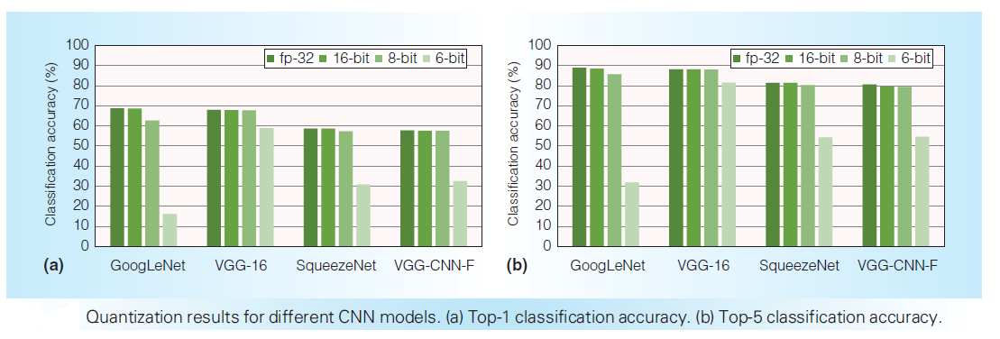 100
90
80
70
60
50
40
30
20
10
0
Classification accuracy (%)
fp-32 16-bit 8-bit 6-bit
GoogLeNet VGG-16 SqueezeNet VGG-CNN-F
(a)
100
90
80
70
60
50
40
30
20
10
0
Classification accuracy (%)
fp-32 16-bit 8-bit 6-bit
GoogLeNet VGG-16 SqueezeNet VGG-CNN-F
(b)
Quantization results for different CNN models. (a) Top-1 classification accuracy. (b) Top-5 classification accuracy.